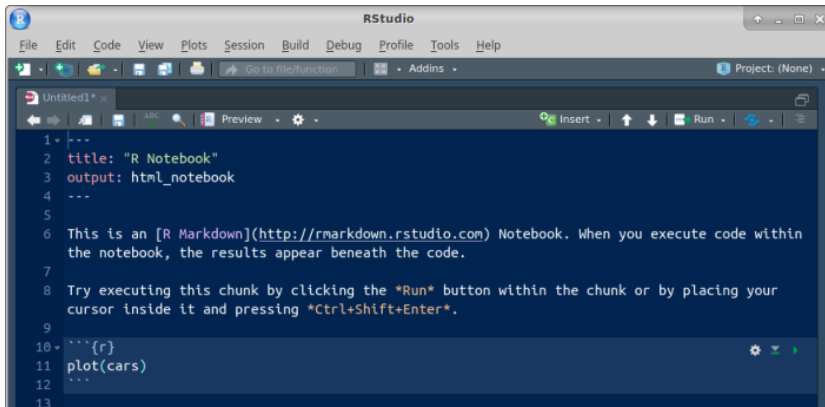 R
RStudio
File Edit Code View Plots Session Build Debug Profile Tools Help
Go to file/function Addins Project: (None)
Untitled1* ×
ABC Preview Insert Run
1 ---
2 title: "R Notebook"
3 output: html_notebook
4 ---
5
6 This is an [R Markdown](http://rmarkdown.rstudio.com) Notebook. When you execute code within
the notebook, the results appear beneath the code.
7
8 Try executing this chunk by clicking the *Run* button within the chunk or by placing your
cursor inside it and pressing *Ctrl+Shift+Enter*.
9
10 ```{r}
11 plot(cars)
12 ```
13